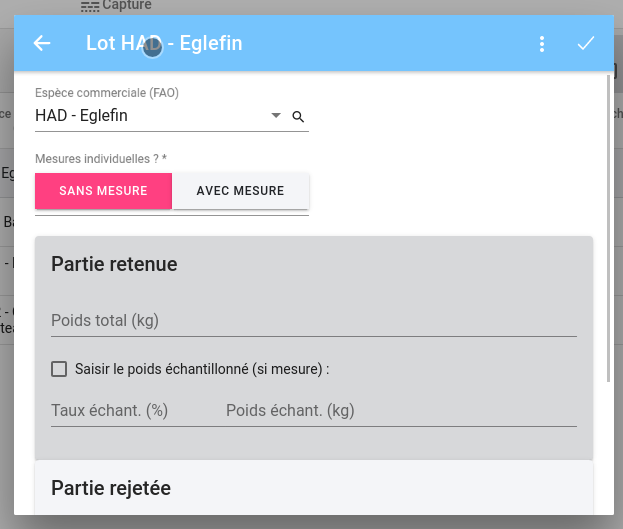 Capture
Lot HAD - Eglefin
Espèce commerciale (FAO)
HAD - Eglefin
Mesures individuelles ? *
SANS MESURE
AVEC MESURE
Partie retenue
Poids total (kg)
Saisir le poids échantillonné (si mesure) :
Taux échant. (%)
Poids échant. (kg)
Partie rejetée